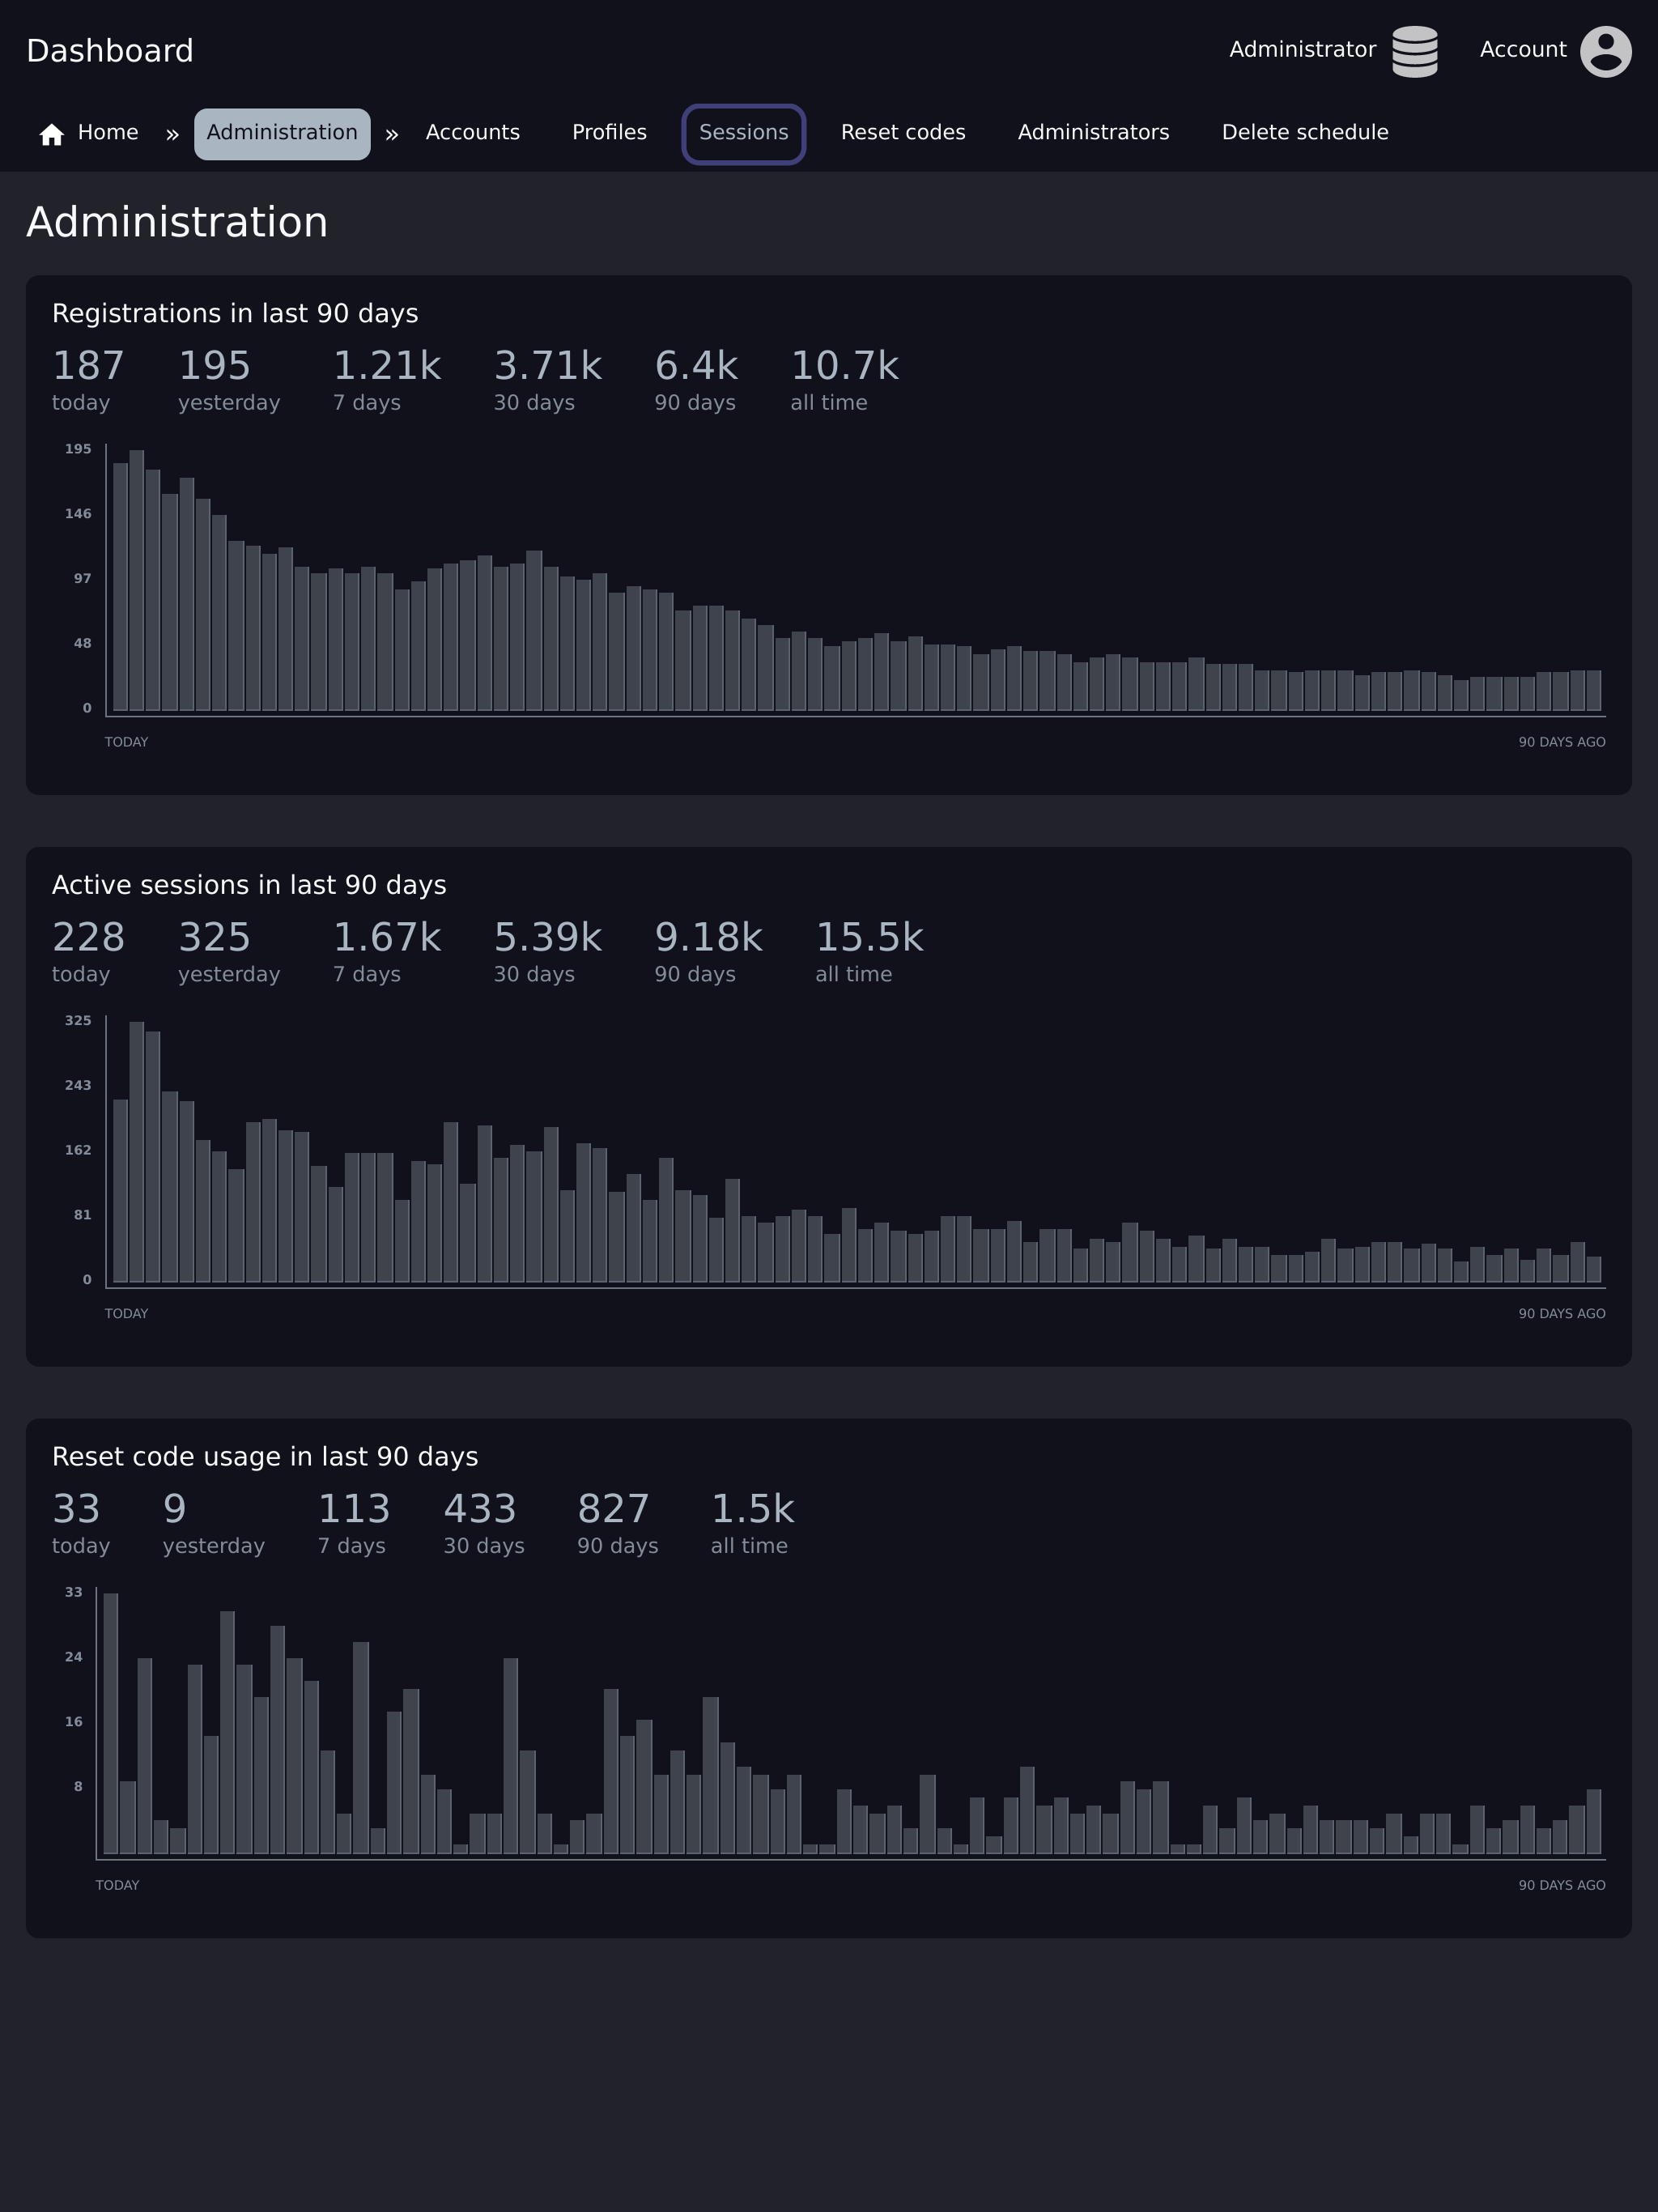 Dashboard
Administrator
Account
Home » Administration » Accounts Profiles Sessions Reset codes Administrators Delete schedule
Administration
Registrations in last 90 days
187 195 1.21k 3.71k 6.4k 10.7k
today yesterday 7 days 30 days 90 days all time
195
146
97
48
0
TODAY 90 DAYS AGO
Active sessions in last 90 days
228 325 1.67k 5.39k 9.18k 15.5k
today yesterday 7 days 30 days 90 days all time
325
243
162
81
0
TODAY 90 DAYS AGO
Reset code usage in last 90 days
33 9 113 433 827 1.5k
today yesterday 7 days 30 days 90 days all time
33
24
16
8
TODAY 90 DAYS AGO